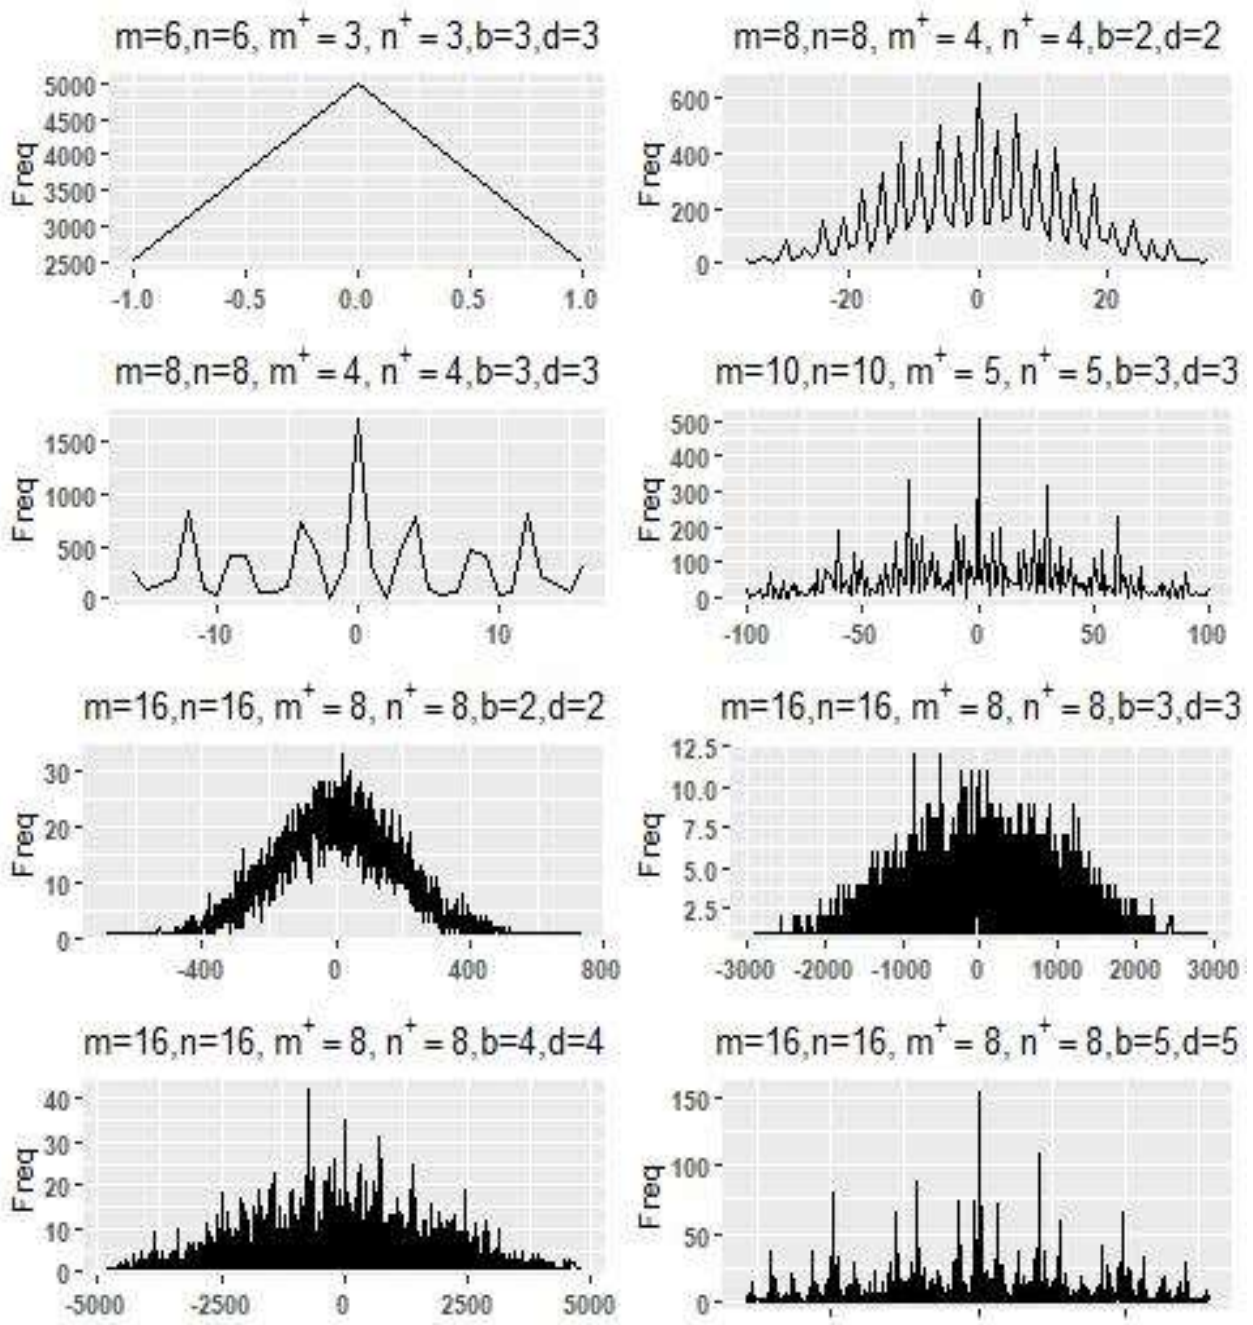 m=6,n=6, m⁺ = 3, n⁺ = 3,b=3,d=3
Freq
5000
4500
4000
3500
3000
2500
-1.0 -0.5 0.0 0.5 1.0
m=8,n=8, m⁺ = 4, n⁺ = 4,b=2,d=2
Freq
600
400
200
0
-20 0 20
m=8,n=8, m⁺ = 4, n⁺ = 4,b=3,d=3
Freq
1500
1000
500
0
-10 0 10
m=10,n=10, m⁺ = 5, n⁺ = 5,b=3,d=3
Freq
500
400
300
200
100
0
-100 -50 0 50 100
m=16,n=16, m⁺ = 8, n⁺ = 8,b=2,d=2
Freq
30
20
10
0
-400 0 400 800
m=16,n=16, m⁺ = 8, n⁺ = 8,b=3,d=3
Freq
12.5
10.0
7.5
5.0
2.5
-3000 -2000 -1000 0 1000 2000 3000
m=16,n=16, m⁺ = 8, n⁺ = 8,b=4,d=4
Freq
40
30
20
10
0
-5000 -2500 0 2500 5000
m=16,n=16, m⁺ = 8, n⁺ = 8,b=5,d=5
Freq
150
100
50
0